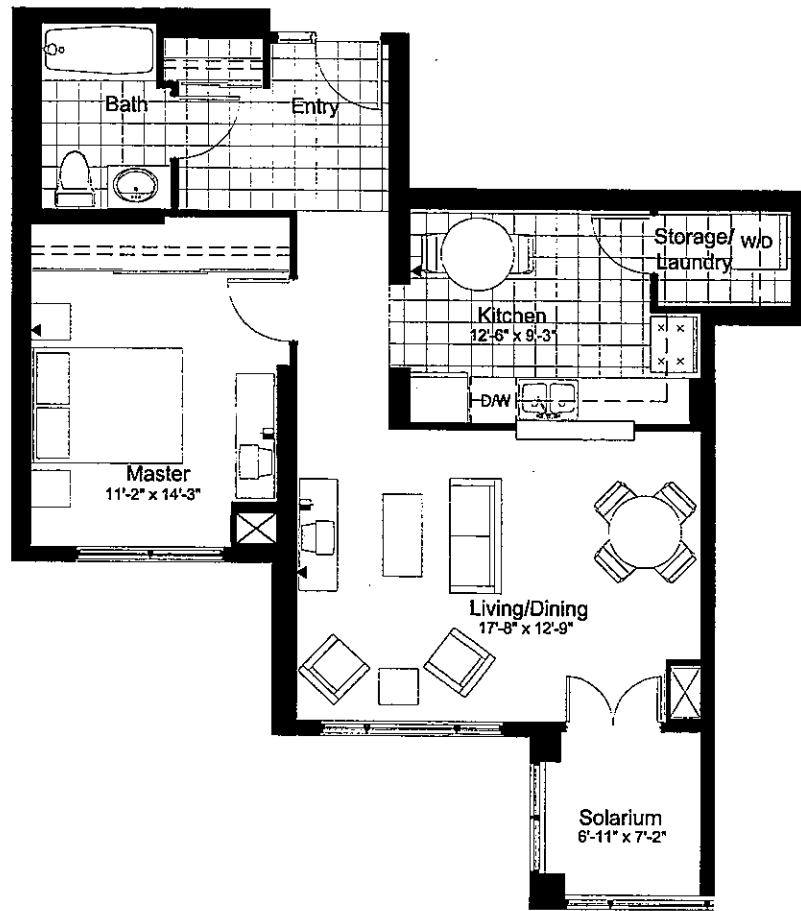 Bath
Entry
Storage/
Laundry
W/D
Kitchen
12'-6" x 9'-3"
D/W
Master
11'-2" x 14'-3"
Living/Dining
17'-8" x 12'-9"
Solarium
6'-11" x 7'-2"